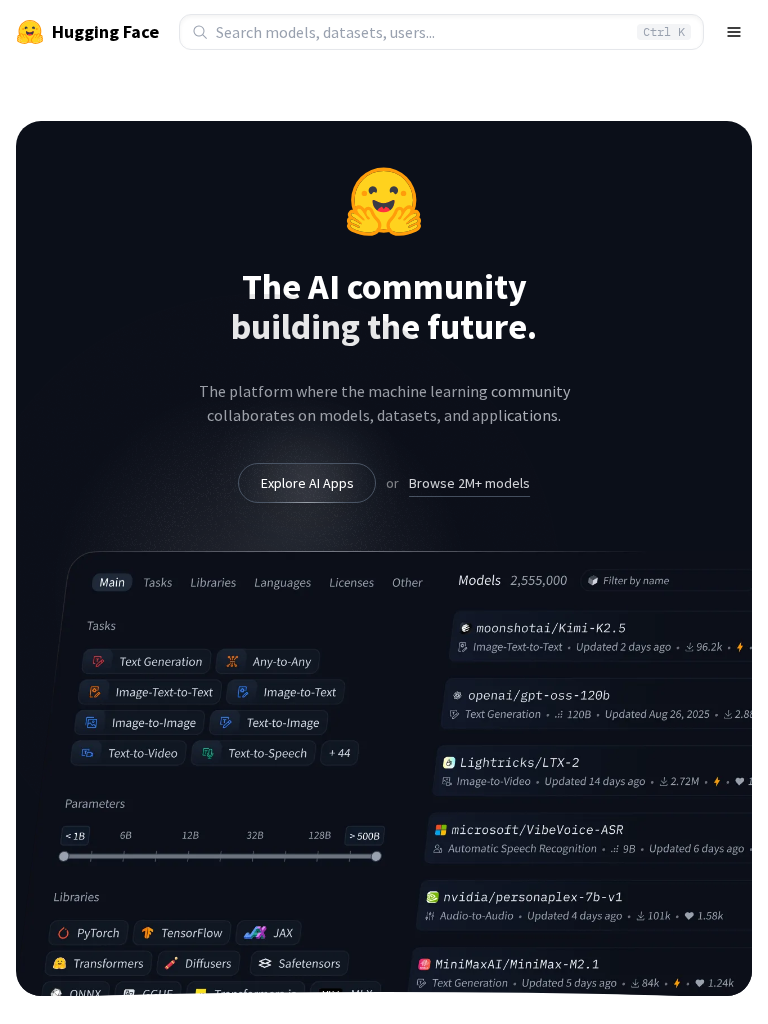 Hugging Face
Search models, datasets, users...
Ctrl K
The AI community
building the future.
The platform where the machine learning community
collaborates on models, datasets, and applications.
Explore AI Apps or Browse 2M+ models
Main Tasks Libraries Languages Licenses Other
Tasks
Text Generation Any-to-Any
Image-Text-to-Text Image-to-Text
Image-to-Image Text-to-Image
Text-to-Video Text-to-Speech + 44
Parameters
< 1B 6B 12B 32B 128B > 500B
Libraries
PyTorch TensorFlow JAX
Transformers Diffusers Safetensors
ONNX GGUF Transformers.js MLX
Models 2,555,000 Filter by name
moonshotai/Kimi-K2.5
Image-Text-to-Text • Updated 2 days ago • 96.2k •
openai/gpt-oss-120b
Text Generation • 120B • Updated Aug 26, 2025 •
Lightricks/LTX-2
Image-to-Video • Updated 14 days ago • 2.72M • •
microsoft/VibeVoice-ASR
Automatic Speech Recognition • 9B • Updated 6 days ago •
nvidia/personaplex-7b-v1
Audio-to-Audio • Updated 4 days ago • 101k • 1.58k
MiniMaxAI/MiniMax-M2.1
Text Generation • Updated 5 days ago • 84k • • 1.24k